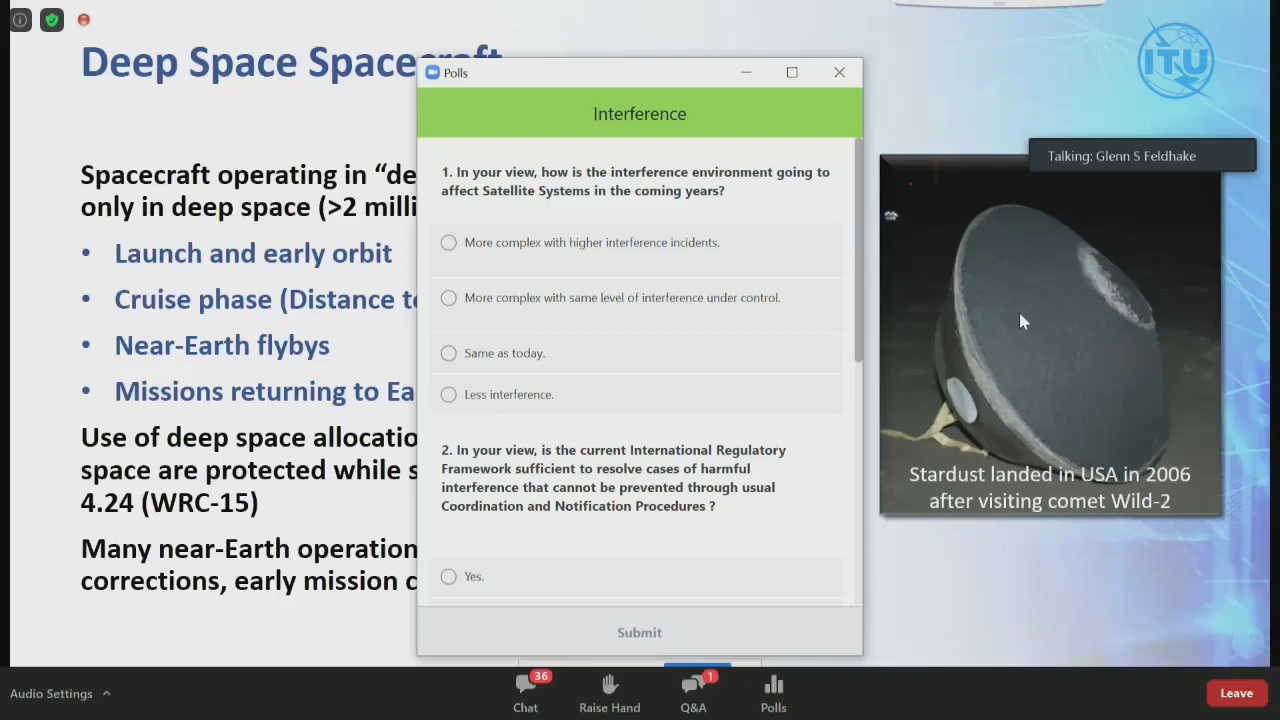 Deep Space Spacecraft
ITU
Polls
Interference
Talking: Glenn S Feldhake
Spacecraft operating in “de
only in deep space (>2 milli
• Launch and early orbit
• Cruise phase (Distance to
• Near-Earth flybys
• Missions returning to Ea
Use of deep space allocatio
space are protected while s
4.24 (WRC-15)
Many near-Earth operation
corrections, early mission c
1. In your view, how is the interference environment going to
affect Satellite Systems in the coming years?
More complex with higher interference incidents.
More complex with same level of interference under control.
Same as today.
Less interference.
2. In your view, is the current International Regulatory
Framework sufficient to resolve cases of harmful
interference that cannot be prevented through usual
Coordination and Notification Procedures ?
Yes.
Submit
Stardust landed in USA in 2006
after visiting comet Wild-2
Audio Settings
36
Chat
Raise Hand
1
Q&A
Polls
Leave